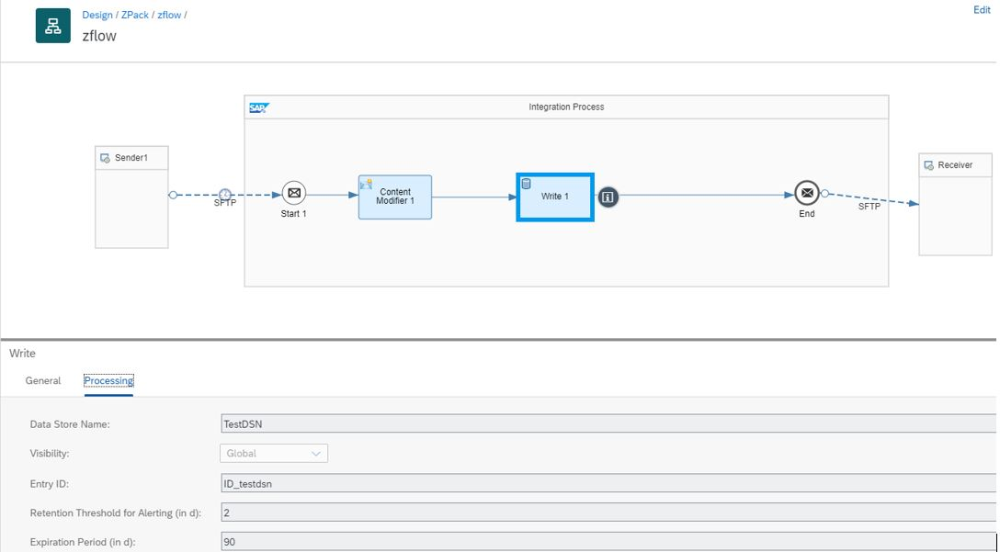 Design / ZPack / zflow /
Edit
zflow
SAP
Integration Process
Sender1
Receiver
Content
Modifier 1
Write 1
SFTP
Start 1
End
SFTP
Write
General
Processing
Data Store Name:
TestDSN
Visibility:
Global
Entry ID:
ID_testdsn
Retention Threshold for Alerting (in d):
2
Expiration Period (in d):
90